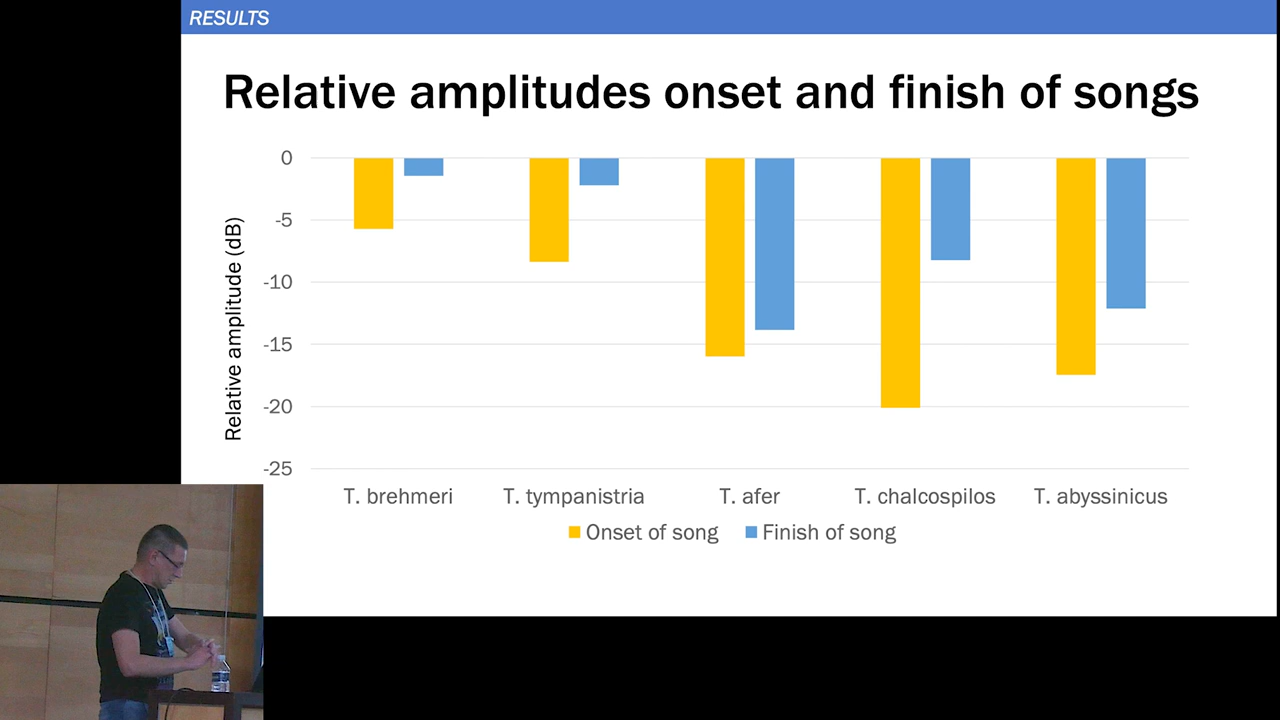 RESULTS
Relative amplitudes onset and finish of songs
Relative amplitude (dB)
0
-5
-10
-15
-20
-25
T. brehmeri T. tympanistria T. afer T. chalcospilos T. abyssinicus
Onset of song Finish of song